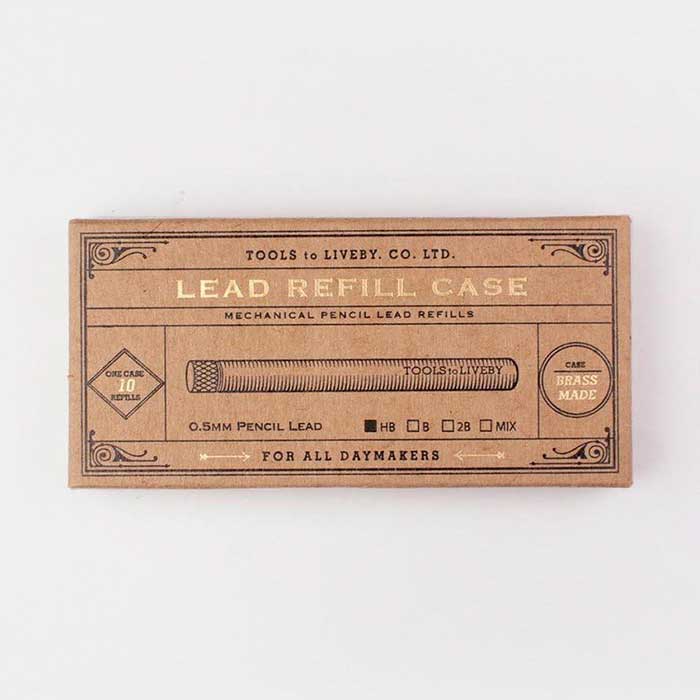 TOOLS to LIVEBY. CO. LTD.
LEAD REFILL CASE
MECHANICAL PENCIL LEAD REFILLS
ONE CASE
10
REFILLS
TOOLS to LIVEBY
CASE
BRASS
MADE
0.5MM PENCIL LEAD HB B 2B MIX
FOR ALL DAYMAKERS